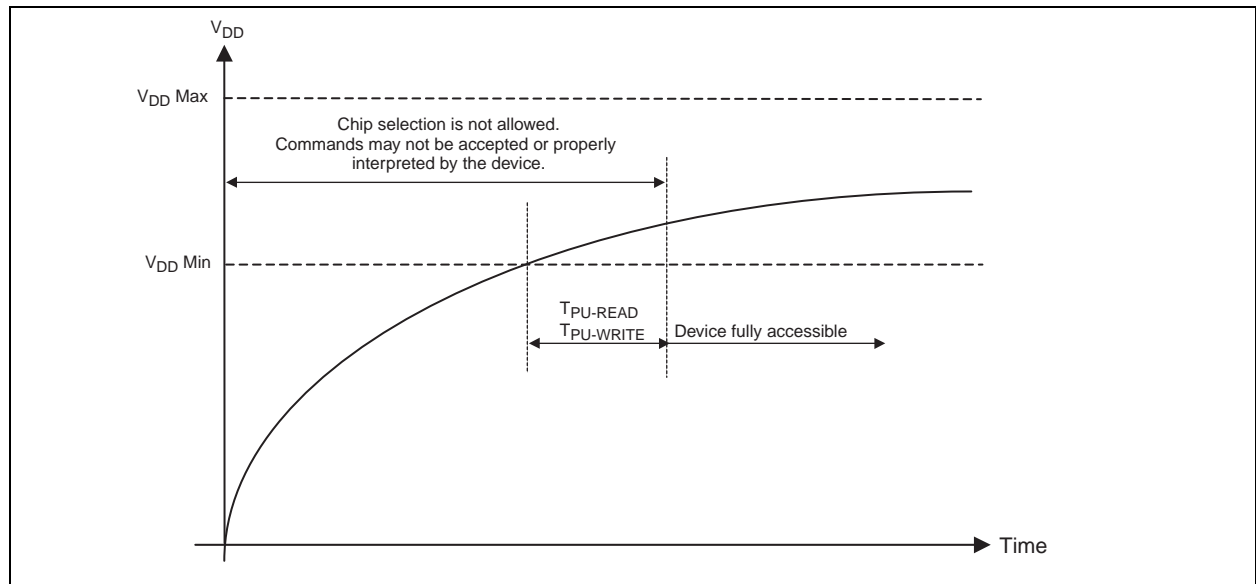 VDD
VDD Max
Chip selection is not allowed.
Commands may not be accepted or properly
interpreted by the device.
VDD Min
TPU-READ
TPU-WRITE
Device fully accessible
Time